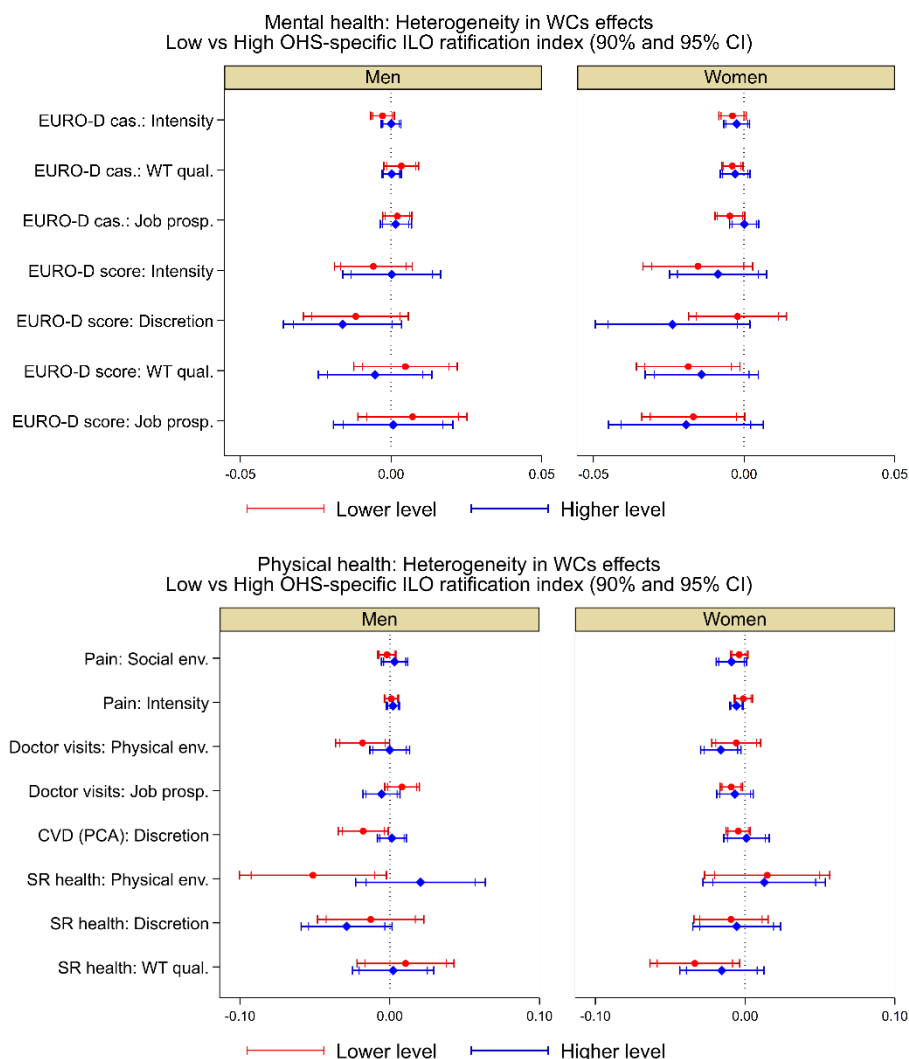 Mental health: Heterogeneity in WCs effects
Low vs High OHS-specific ILO ratification index (90% and 95% CI)
Men
Women
EURO-D cas.: Intensity
EURO-D cas.: WT qual.
EURO-D cas.: Job prosp.
EURO-D score: Intensity
EURO-D score: Discretion
EURO-D score: WT qual.
EURO-D score: Job prosp.
-0.05 0.00 0.05 -0.05 0.00 0.05
Lower level Higher level
Physical health: Heterogeneity in WCs effects
Low vs High OHS-specific ILO ratification index (90% and 95% CI)
Men
Women
Pain: Social env.
Pain: Intensity
Doctor visits: Physical env.
Doctor visits: Job prosp.
CVD (PCA): Discretion
SR health: Physical env.
SR health: Discretion
SR health: WT qual.
-0.10 0.00 0.10 -0.10 0.00 0.10
Lower level Higher level